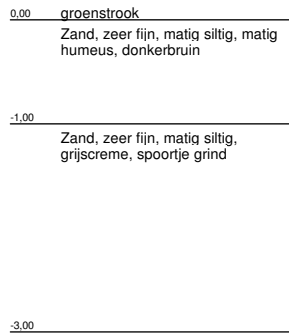 0,00 groenstrook
Zand, zeer fijn, matig siltig, matig
humeus, donkerbruin
-1,00
Zand, zeer fijn, matig siltig,
grijscreme, spoortje grind
-3,00